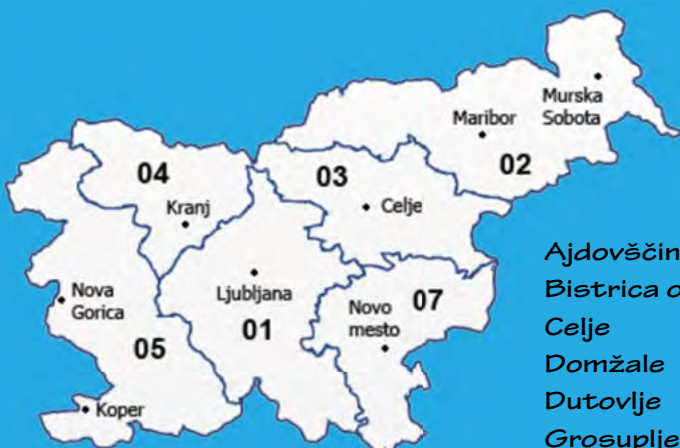 Murska
Sobota
Maribor
02
04
03
Kranj
Celje
Nova
Gorica
Ljubljana
01
05
Novo
mesto
07
Koper
Ajdovščin
Bistrica o
Celje
Domžale
Dutovlje
Grosuplje